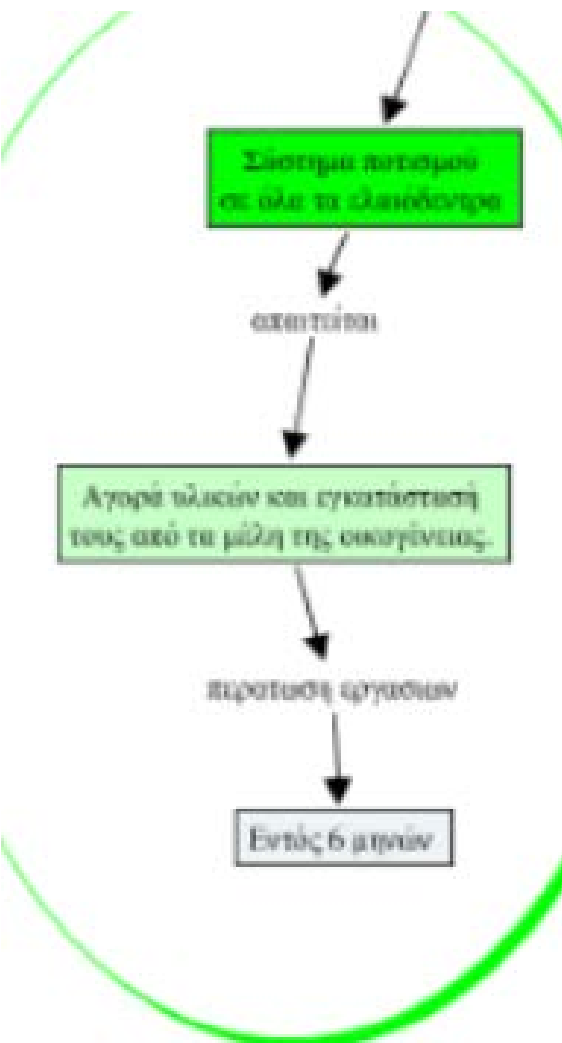 Σύστημα ποτισμού
σε όλα τα ελαιόδεντρα
απαιτείται
Αγορά υλικών και εγκατάστασή
τους από τα μέλη της οικογένειας.
περάτωση εργασιών
Εντός 6 μηνών